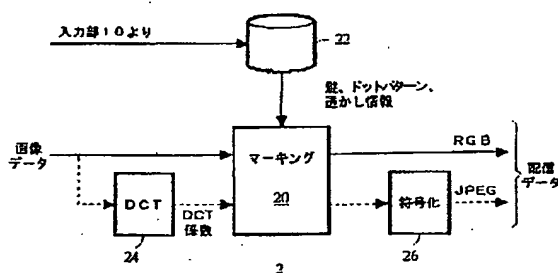 入力部10より
22
鍵、ドットパターン、
透かし情報
画像
データ
マーキング
20
RGB
配信
データ
DCT
24
DCT
係数
符号化
26
JPEG
2